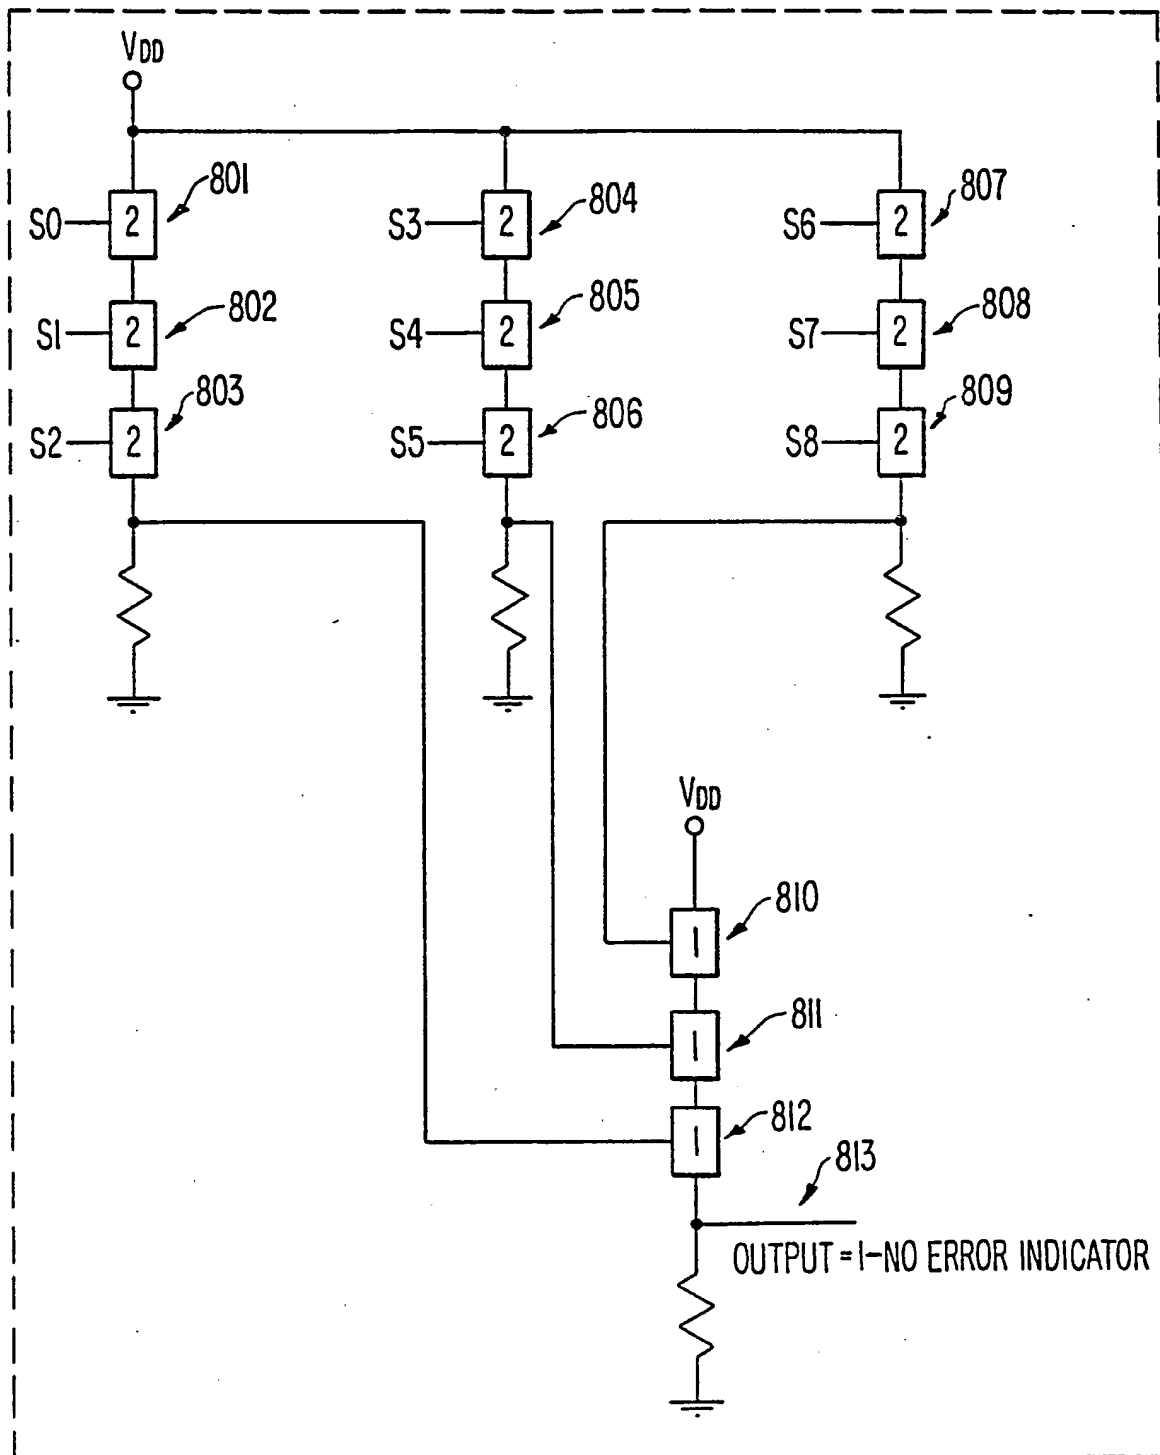 VDD
801
804
807
S0 2
S3 2
S6 2
802
805
808
S1 2
S4 2
S7 2
803
806
809
S2 2
S5 2
S8 2
VDD
810
1
811
1
812
1
813
OUTPUT = 1-NO ERROR INDICATOR